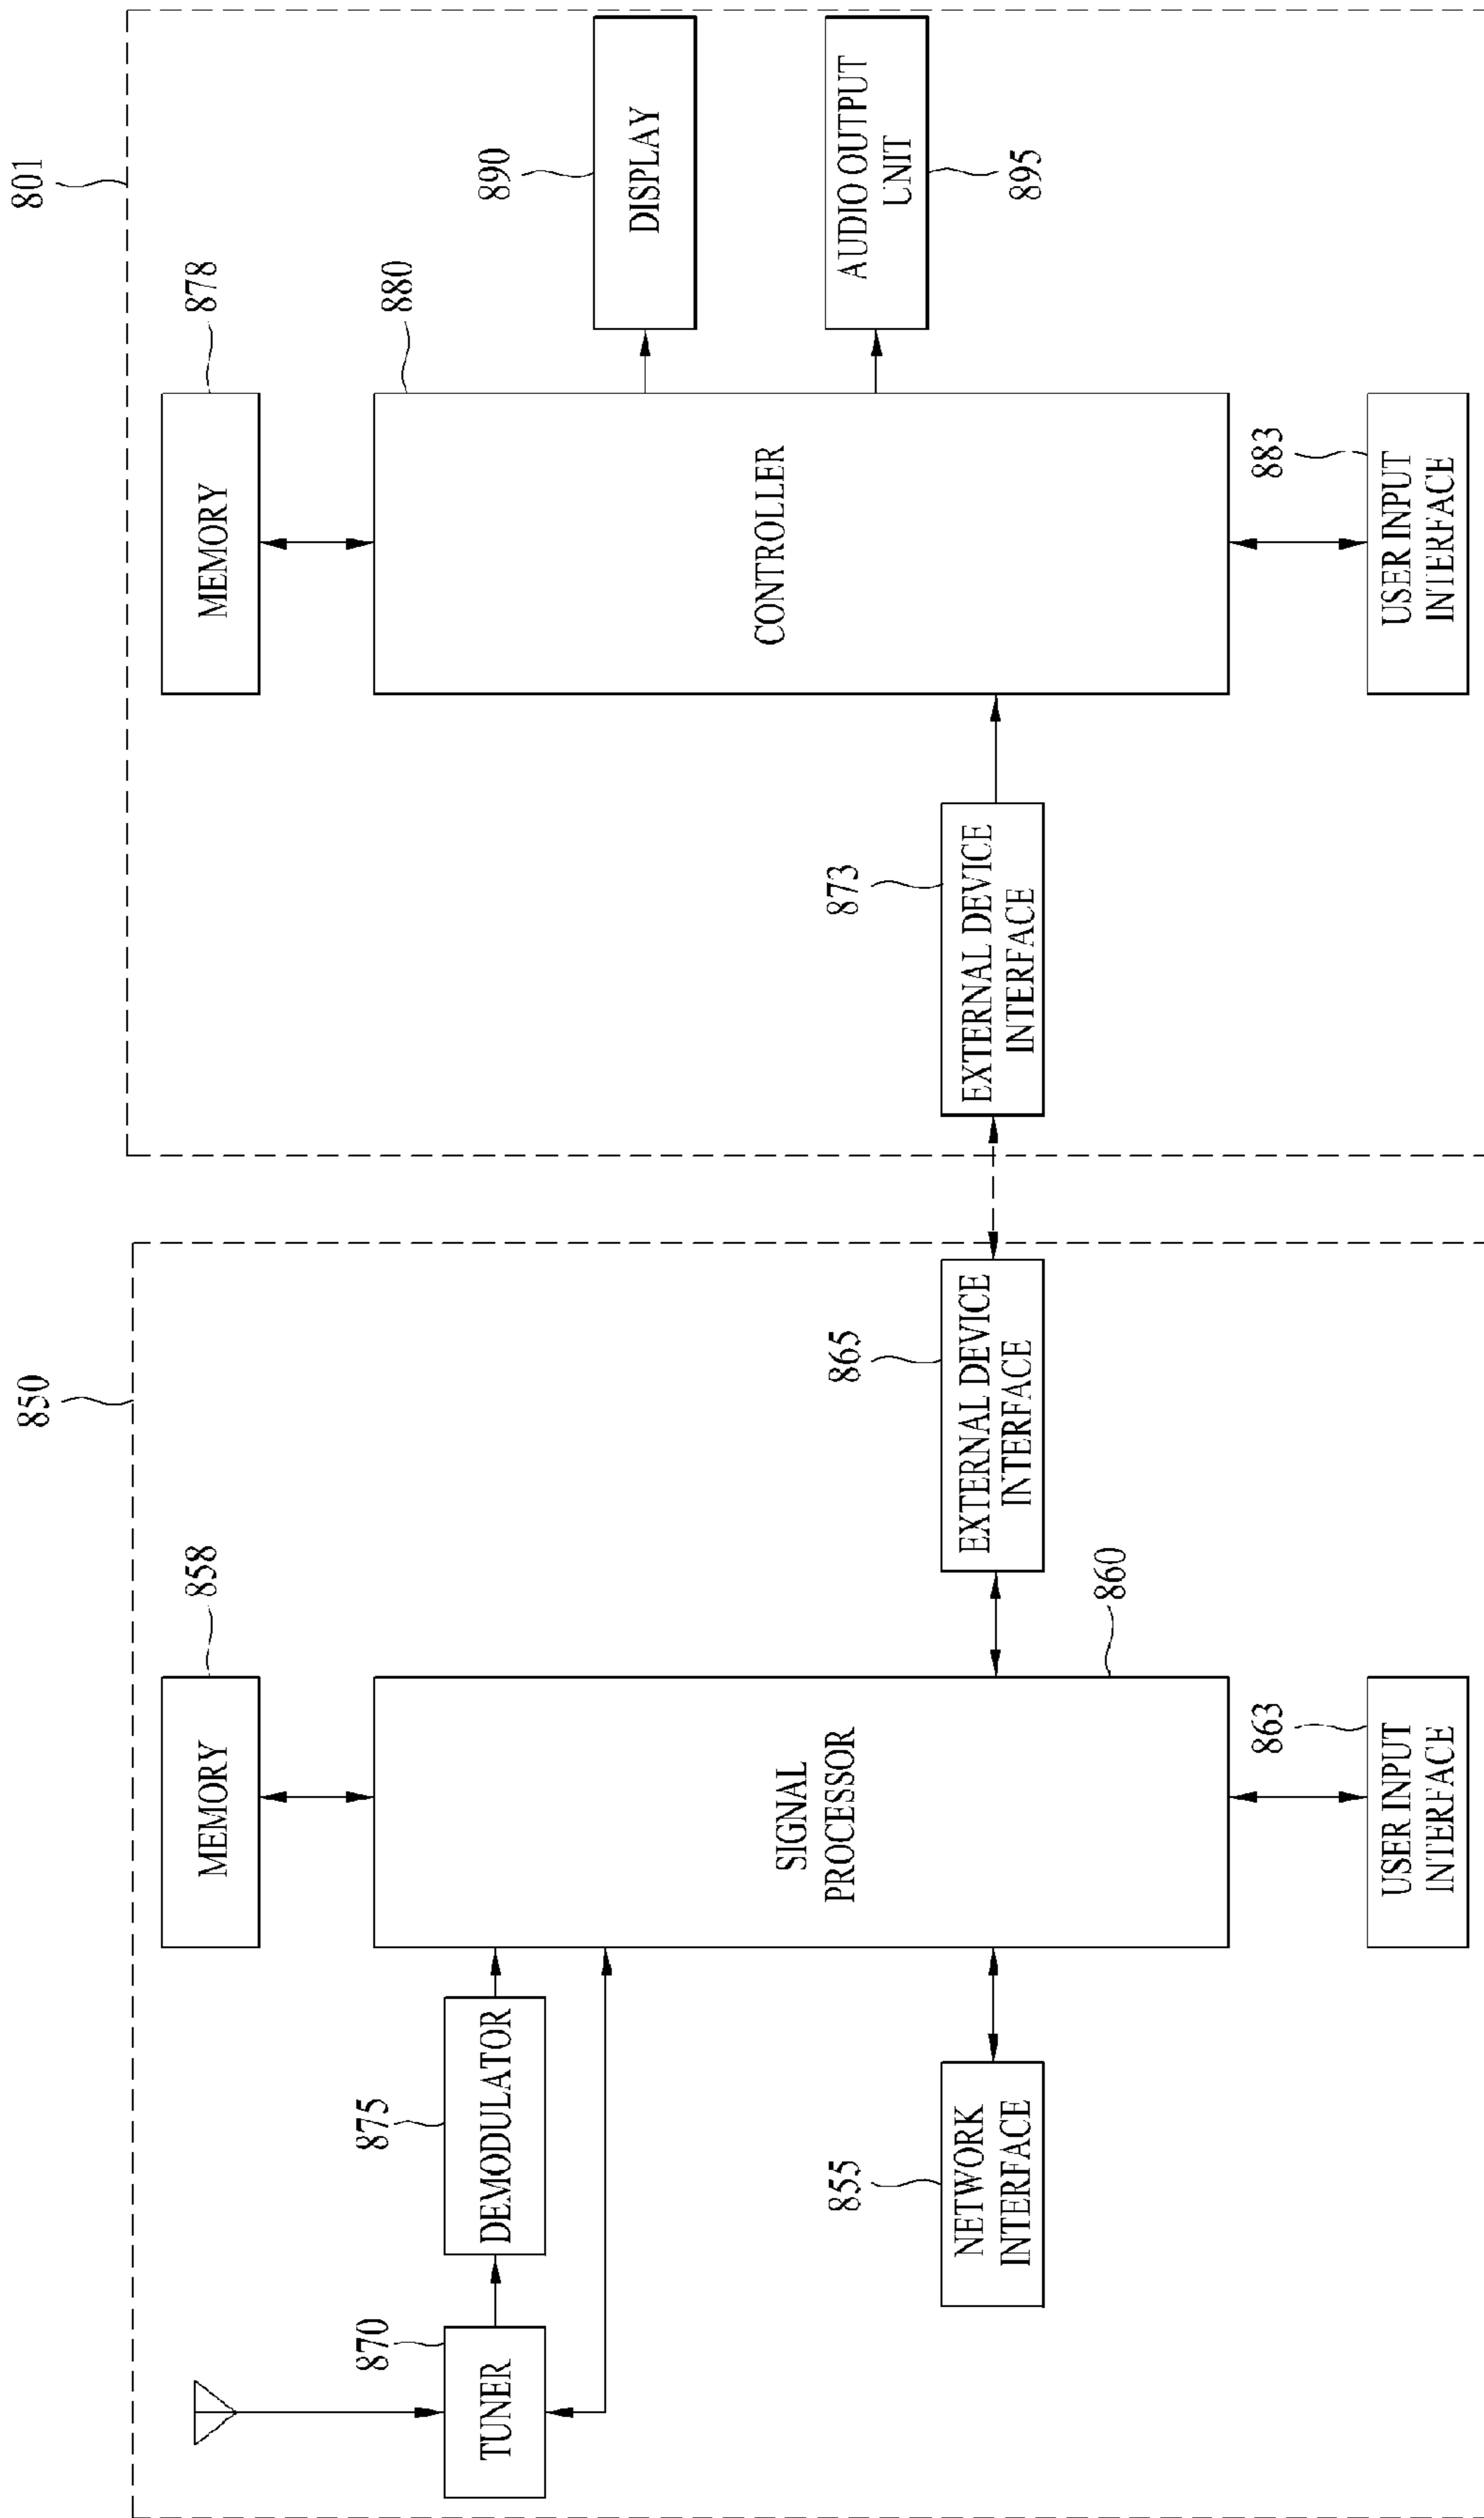 850
801
858
MEMORY
878
MEMORY
870
TUNER
875
DEMODULATOR
SIGNAL
PROCESSOR
880
CONTROLLER
890
DISPLAY
855
NETWORK
INTERFACE
865
EXTERNAL DEVICE
INTERFACE
873
EXTERNAL DEVICE
INTERFACE
AUDIO OUTPUT
UNIT
895
860
863
USER INPUT
INTERFACE
883
USER INPUT
INTERFACE